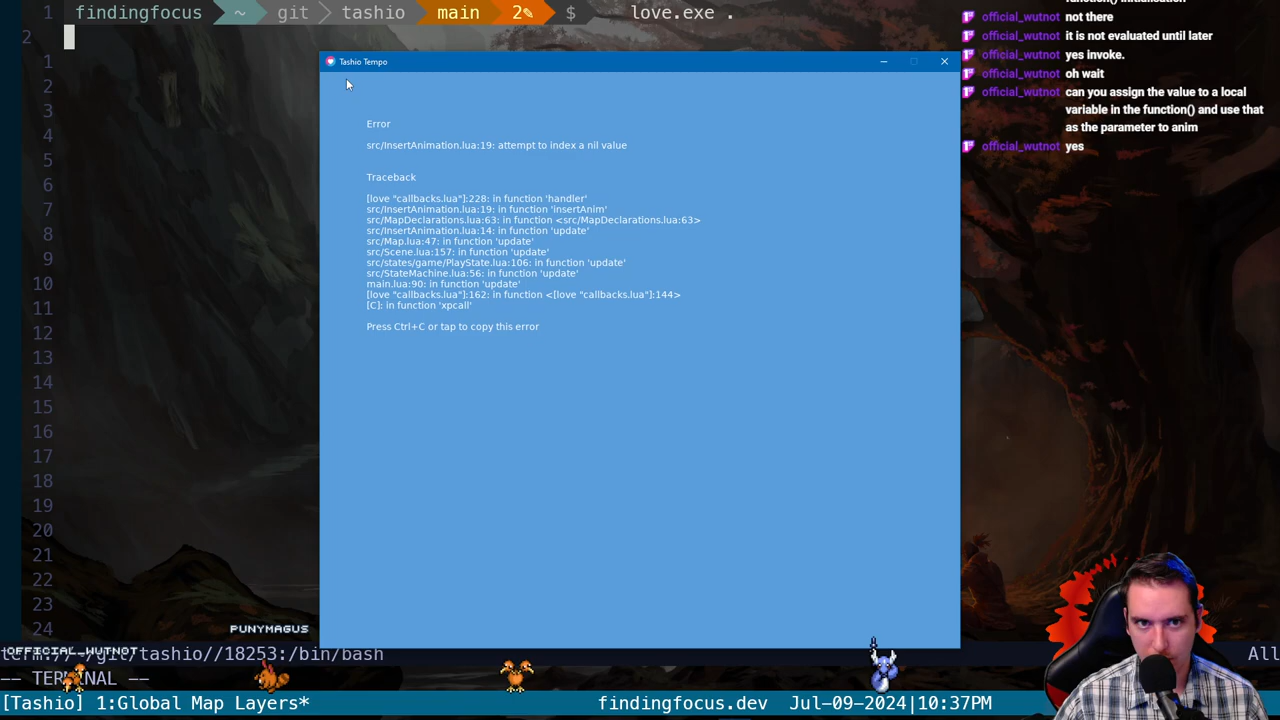 1 findingfocus ~ git tashio main 2✎ $ love.exe .
2
1
2
3
4
5
6
7
8
9
10
11
12
13
14
15
16
17
18
19
20
21
22
23
24
Tashio Tempo
Error
src/InsertAnimation.lua:19: attempt to index a nil value
Traceback
[love "callbacks.lua"]:228: in function 'handler'
src/InsertAnimation.lua:19: in function 'insertAnim'
src/MapDeclarations.lua:63: in function <src/MapDeclarations.lua:63>
src/InsertAnimation.lua:14: in function 'update'
src/Map.lua:47: in function 'update'
src/Scene.lua:157: in function 'update'
src/states/game/PlayState.lua:106: in function 'update'
src/StateMachine.lua:56: in function 'update'
main.lua:90: in function 'update'
[love "callbacks.lua"]:162: in function <[love "callbacks.lua"]:144>
[C]: in function 'xpcall'
Press Ctrl+C or tap to copy this error
official_wutnot not there
official_wutnot it is not evaluated until later
official_wutnot yes invoke.
official_wutnot oh wait
official_wutnot can you assign the value to a local
variable in the function() and use that
as the parameter to anim
official_wutnot yes
PUNYMAGUS
OFFICIAL_WUTNOT
term://~/git/tashio//18253:/bin/bash All
-- TERMINAL --
[Tashio] 1:Global Map Layers* findingfocus.dev Jul-09-2024|10:37PM